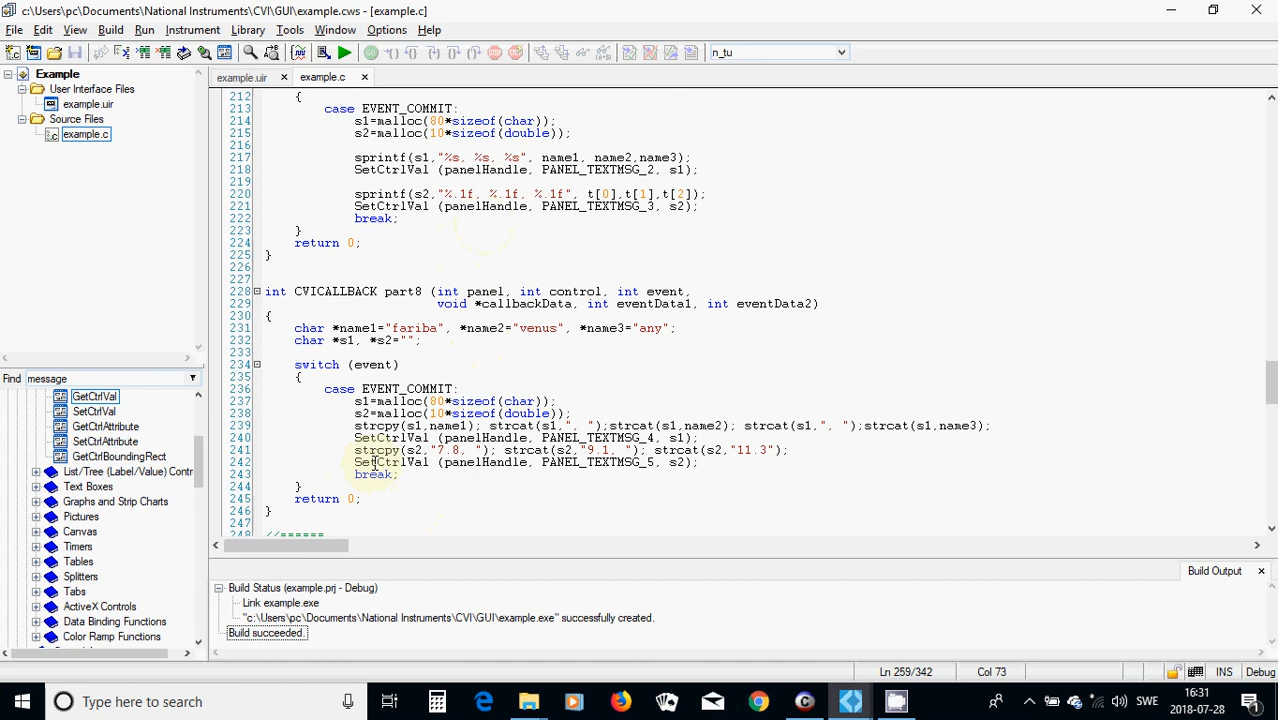 c:\Users\pc\Documents\National Instruments\CVI\GUI\example.cws - [example.c]
File Edit View Build Run Instrument Library Tools Window Options Help
n_tu
Example
User Interface Files
example.uir
Source Files
example.c
example.uir
example.c
212 {
213 case EVENT_COMMIT:
214 s1=malloc(80*sizeof(char));
215 s2=malloc(10*sizeof(double));
216
217 sprintf(s1,"%s, %s, %s", name1, name2,name3);
218 SetCtrlVal (panelHandle, PANEL_TEXTMSG_2, s1);
219
220 sprintf(s2,"%.1f, %.1f, %.1f", t[0],t[1],t[2]);
221 SetCtrlVal (panelHandle, PANEL_TEXTMSG_3, s2);
222 break;
223 }
224 return 0;
225 }
226
227
228 int CVICALLBACK part8 (int panel, int control, int event,
229 void *callbackData, int eventData1, int eventData2)
230 {
231 char *name1="fariba", *name2="venus", *name3="any";
232 char *s1, *s2="";
233
234 switch (event)
235 {
236 case EVENT_COMMIT:
237 s1=malloc(80*sizeof(char));
238 s2=malloc(10*sizeof(double));
239 strcpy(s1,name1); strcat(s1,", ");strcat(s1,name2); strcat(s1,", ");strcat(s1,name3);
240 SetCtrlVal (panelHandle, PANEL_TEXTMSG_4, s1);
241 strcpy(s2,"7.8, "); strcat(s2,"9.1, "); strcat(s2,"11.3");
242 SetCtrlVal (panelHandle, PANEL_TEXTMSG_5, s2);
243 break;
244 }
245 return 0;
246 }
247
248 //======
Find message
GetCtrlVal
SetCtrlVal
GetCtrlAttribute
SetCtrlAttribute
GetCtrlBoundingRect
List/Tree (Label/Value) Controls
Text Boxes
Graphs and Strip Charts
Pictures
Canvas
Timers
Tables
Splitters
Tabs
ActiveX Controls
Data Binding Functions
Color Ramp Functions
Build Output
Build Status (example.prj - Debug)
Link example.exe
"c:\Users\pc\Documents\National Instruments\CVI\GUI\example.exe" successfully created.
Build succeeded.
Ln 259/342 Col 73 INS Debug
Type here to search
SWE
16:31
2018-07-28